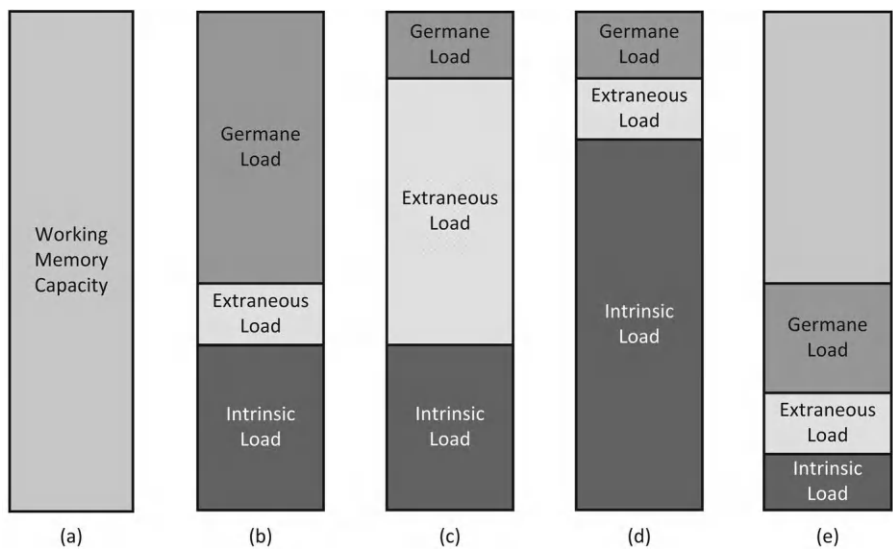 Working
Memory
Capacity
(a)
Germane
Load
Extraneous
Load
Intrinsic
Load
(b)
Germane
Load
Extraneous
Load
Intrinsic
Load
(c)
Germane
Load
Extraneous
Load
Intrinsic
Load
(d)
Germane
Load
Extraneous
Load
Intrinsic
Load
(e)